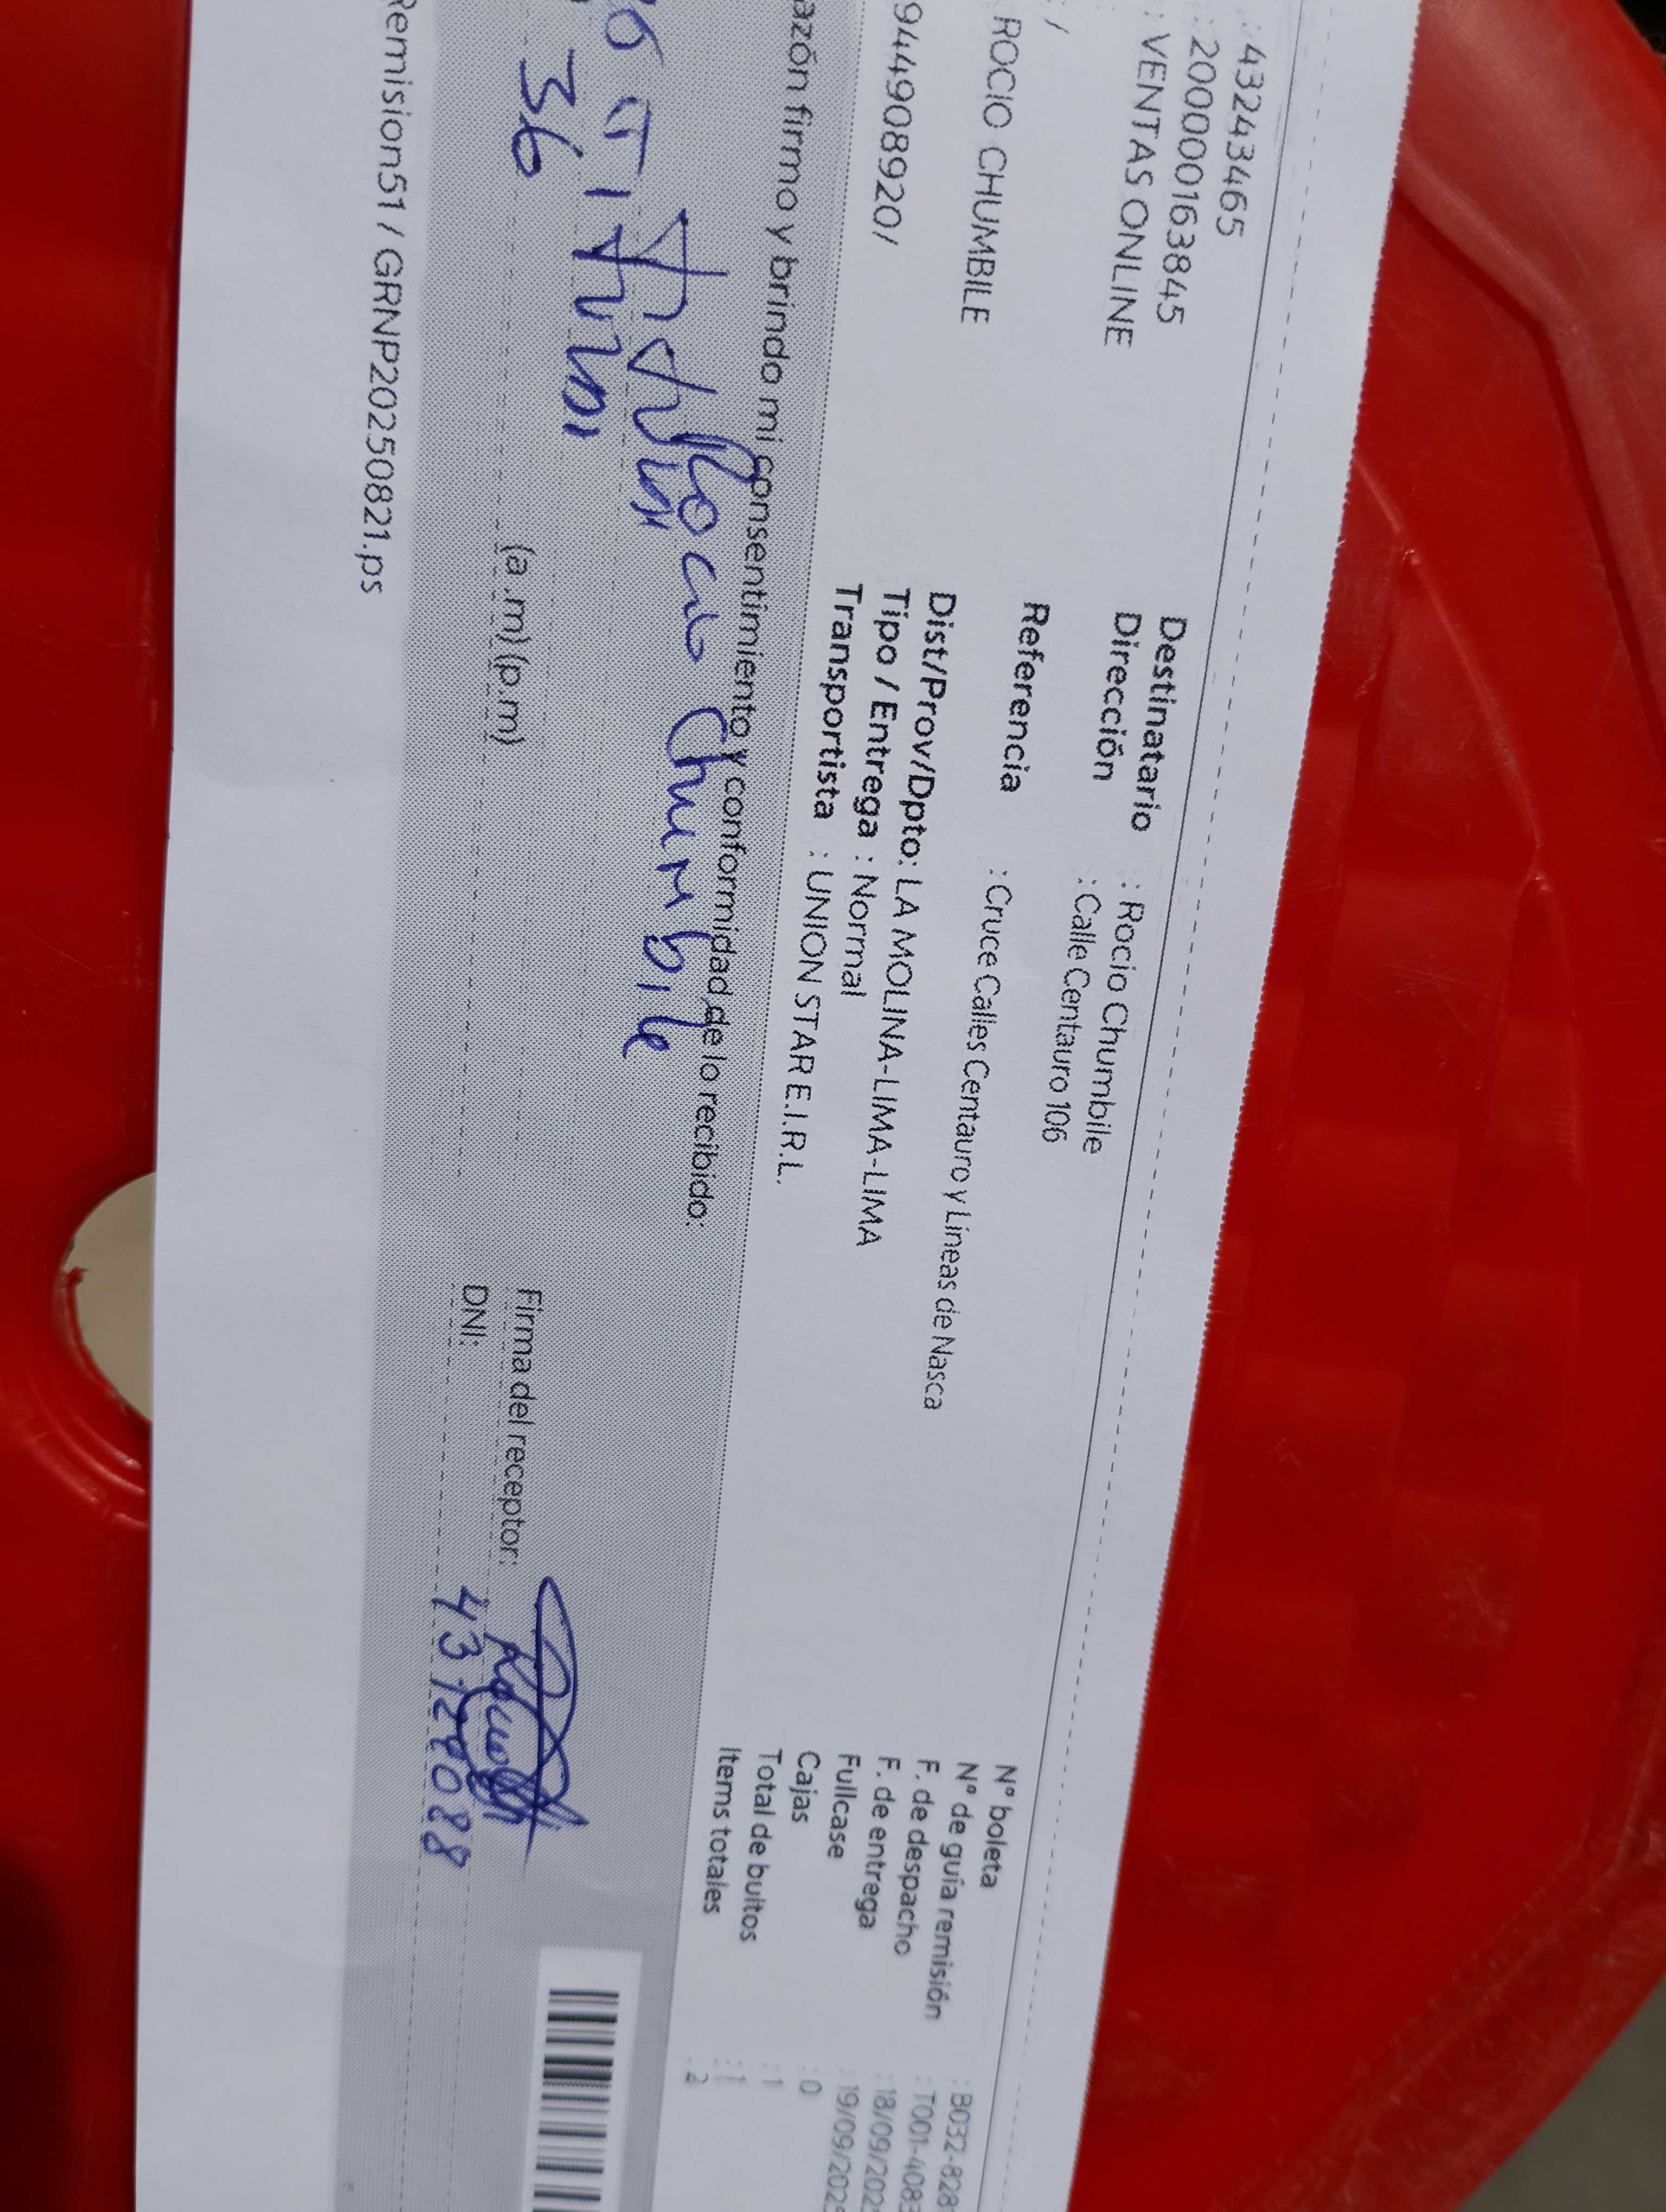 : 43243465
: 2000000163845
: VENTAS ONLINE
: /
ROCIO CHUMBILE
944908920/
Destinatario : Rocio Chumbile
Dirección : Calle Centauro 106
Referencia : Cruce Calles Centauro y Líneas de Nasca
Dist/Prov/Dpto: LA MOLINA-LIMA-LIMA
Tipo / Entrega : Normal
Transportista : UNION STAR E.I.R.L.
N° boleta : B032-828
N° de guía remisión : T001-408
F. de despacho : 18/09/202
F. de entrega : 19/09/202
Fullcase : 0
Cajas : 1
Total de bultos : 1
Items totales : 2
azón firmo y brindo mi consentimiento y conformidad de lo recibido:
Rocio Chumbile
36
(a .m) (p.m)
Firma del receptor:
DNI:
Remision51 / GRNP20250821.ps